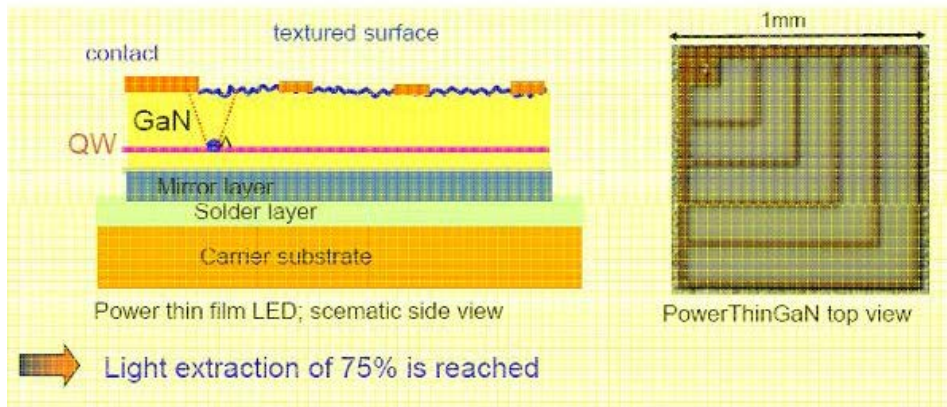 textured surface
contact
GaN
QW
Mirror layer
Solder layer
Carrier substrate
Power thin film LED; scematic side view
1mm
PowerThinGaN top view
Light extraction of 75% is reached